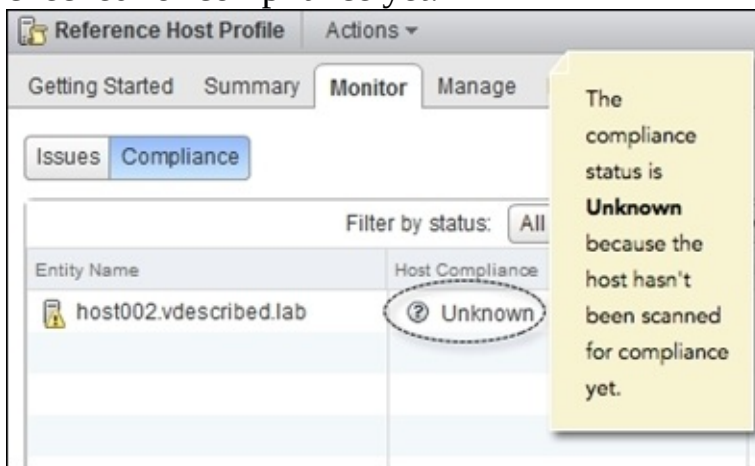 Reference Host Profile Actions
Getting Started Summary Monitor Manage
Issues Compliance
Filter by status: All
Entity Name Host Compliance
host002.vdescribed.lab Unknown
The
compliance
status is
Unknown
because the
host hasn't
been scanned
for compliance
yet.